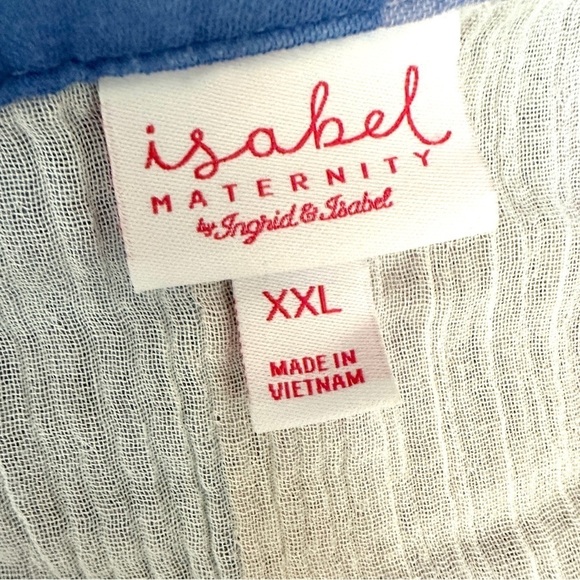 isabel
MATERNITY
by Ingrid & Isabel
XXL
MADE IN
VIETNAM